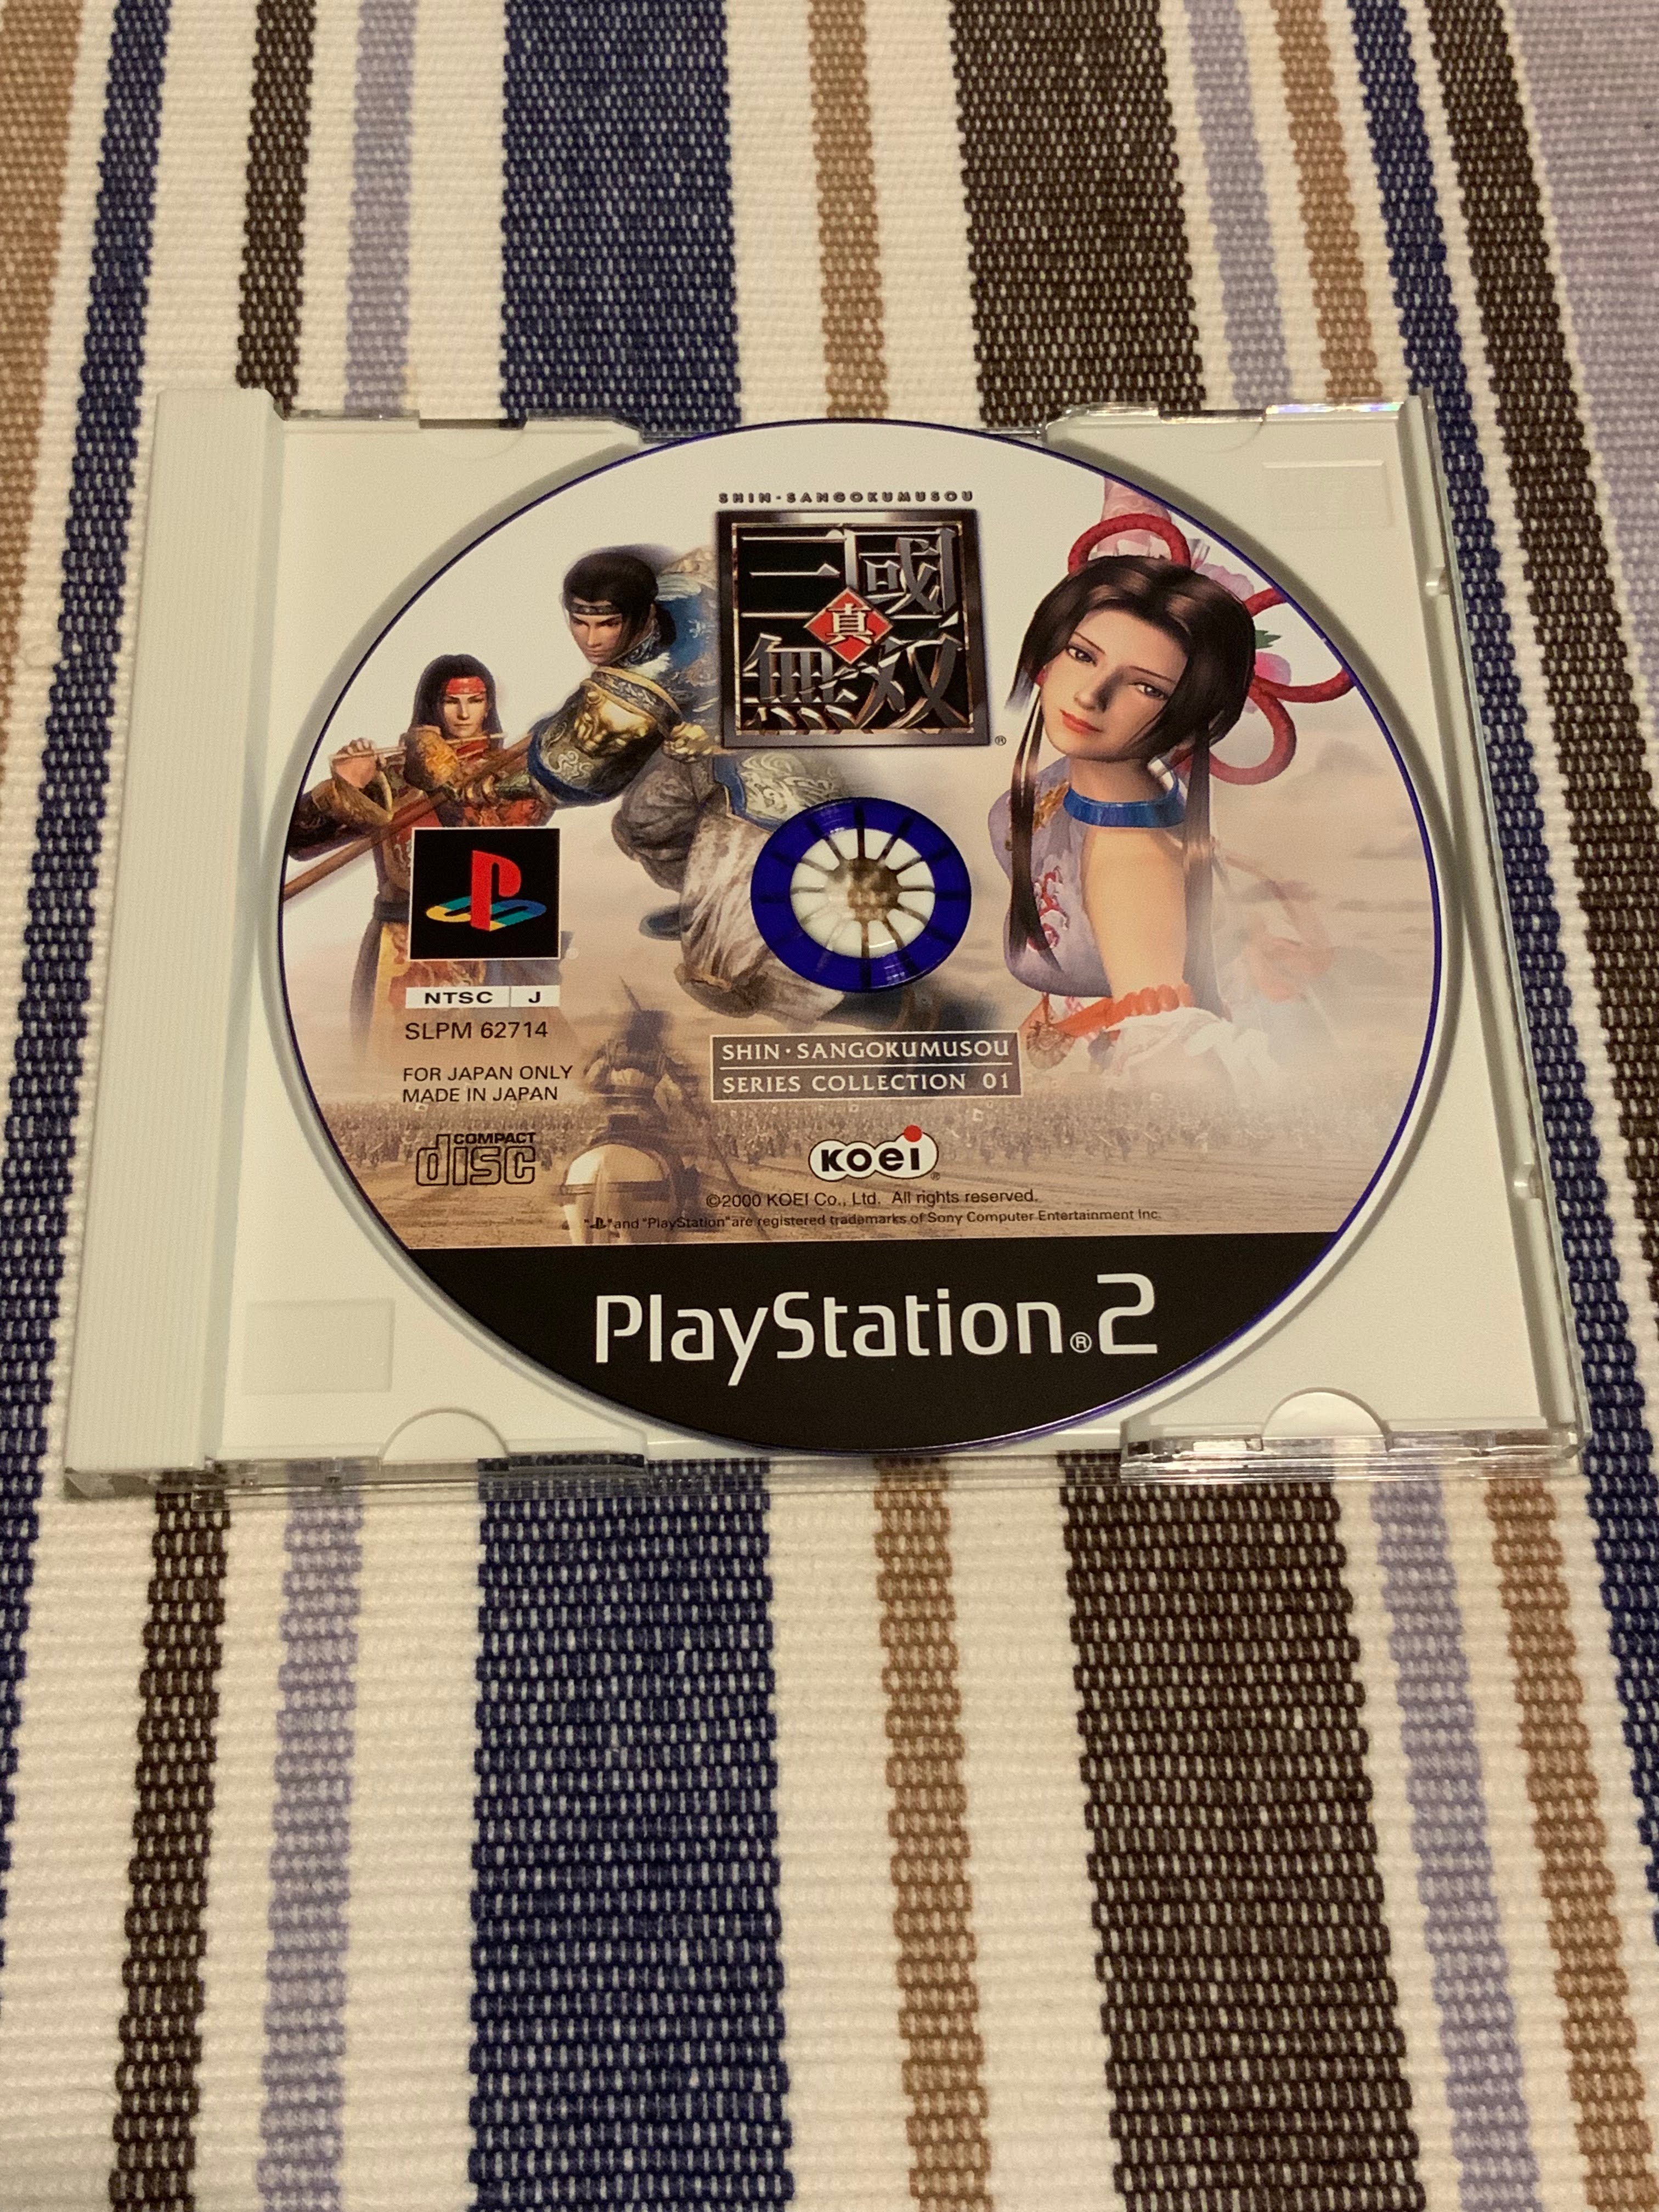 SHIN・SANGOKUMUSOU
三國
真
無双
®
NTSC J
SLPM 62714
FOR JAPAN ONLY
MADE IN JAPAN
COMPACT
disc
SHIN・SANGOKUMUSOU
SERIES COLLECTION 01
KOEI
©2000 KOEI Co., Ltd. All rights reserved.
"PS" and "PlayStation" are registered trademarks of Sony Computer Entertainment Inc.
PlayStation®2